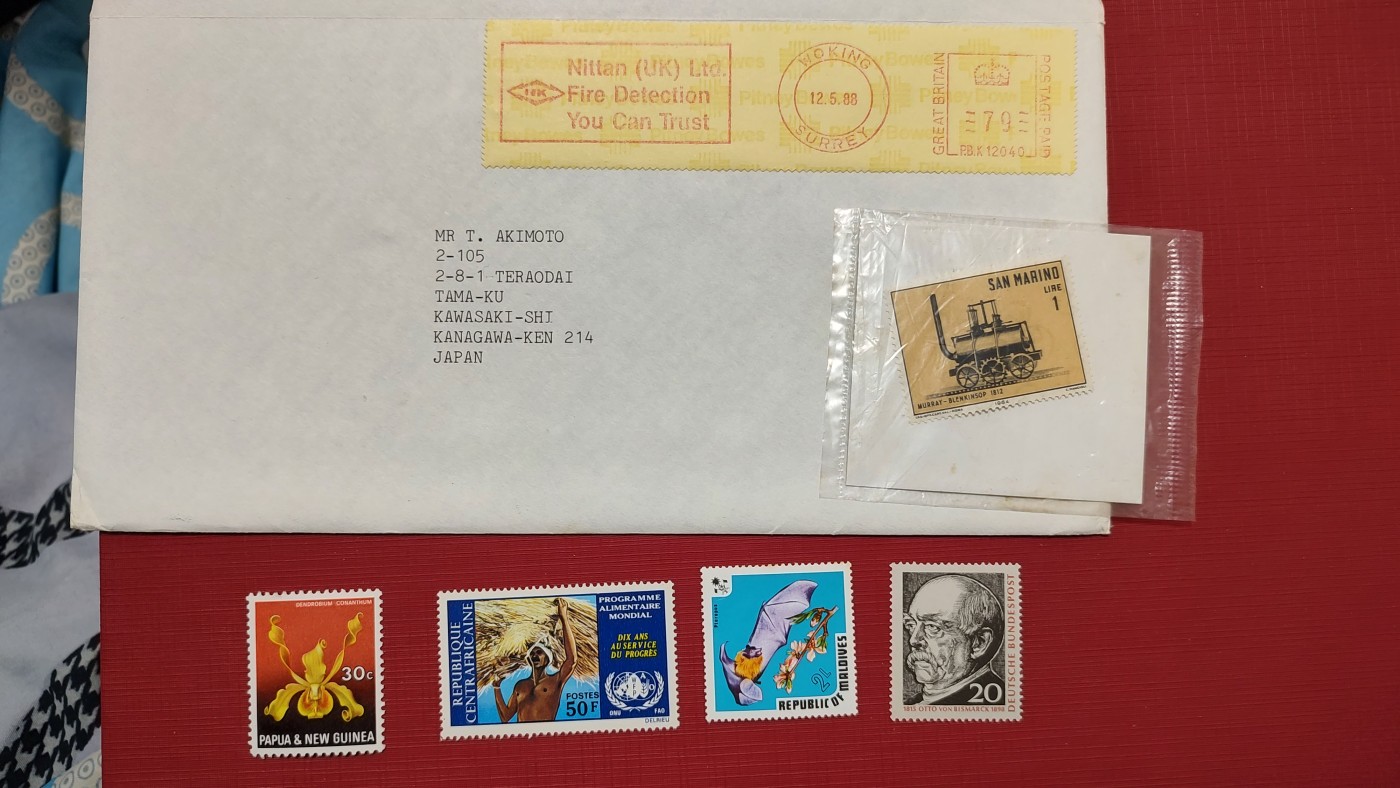 Nittan (UK) Ltd.
UK
Fire Detection
You Can Trust
WOKING
12.5.88
SURREY
GREAT BRITAIN
79
P.B.K 12040
POSTAGE PAID
PitneyBowes
MR T. AKIMOTO
2-105
2-8-1 TERAODAI
TAMA-KU
KAWASAKI-SHI
KANAGAWA-KEN 214
JAPAN
SAN MARINO
LIRE
1
MURRAY-BLENKINSOP 1812
1964
DENDROBIUM CONANTHUM
30c
PAPUA & NEW GUINEA
REPUBLIQUE
CENTRAFRICAINE
PROGRAMME
ALIMENTAIRE
MONDIAL
DIX ANS
AU SERVICE
DU PROGRÈS
POSTES
50F
ONU FAO
DELRIEU
Pteropus
2L
REPUBLIC OF MALDIVES
20
1815 OTTO VON BISMARCK 1898
DEUTSCHE BUNDESPOST